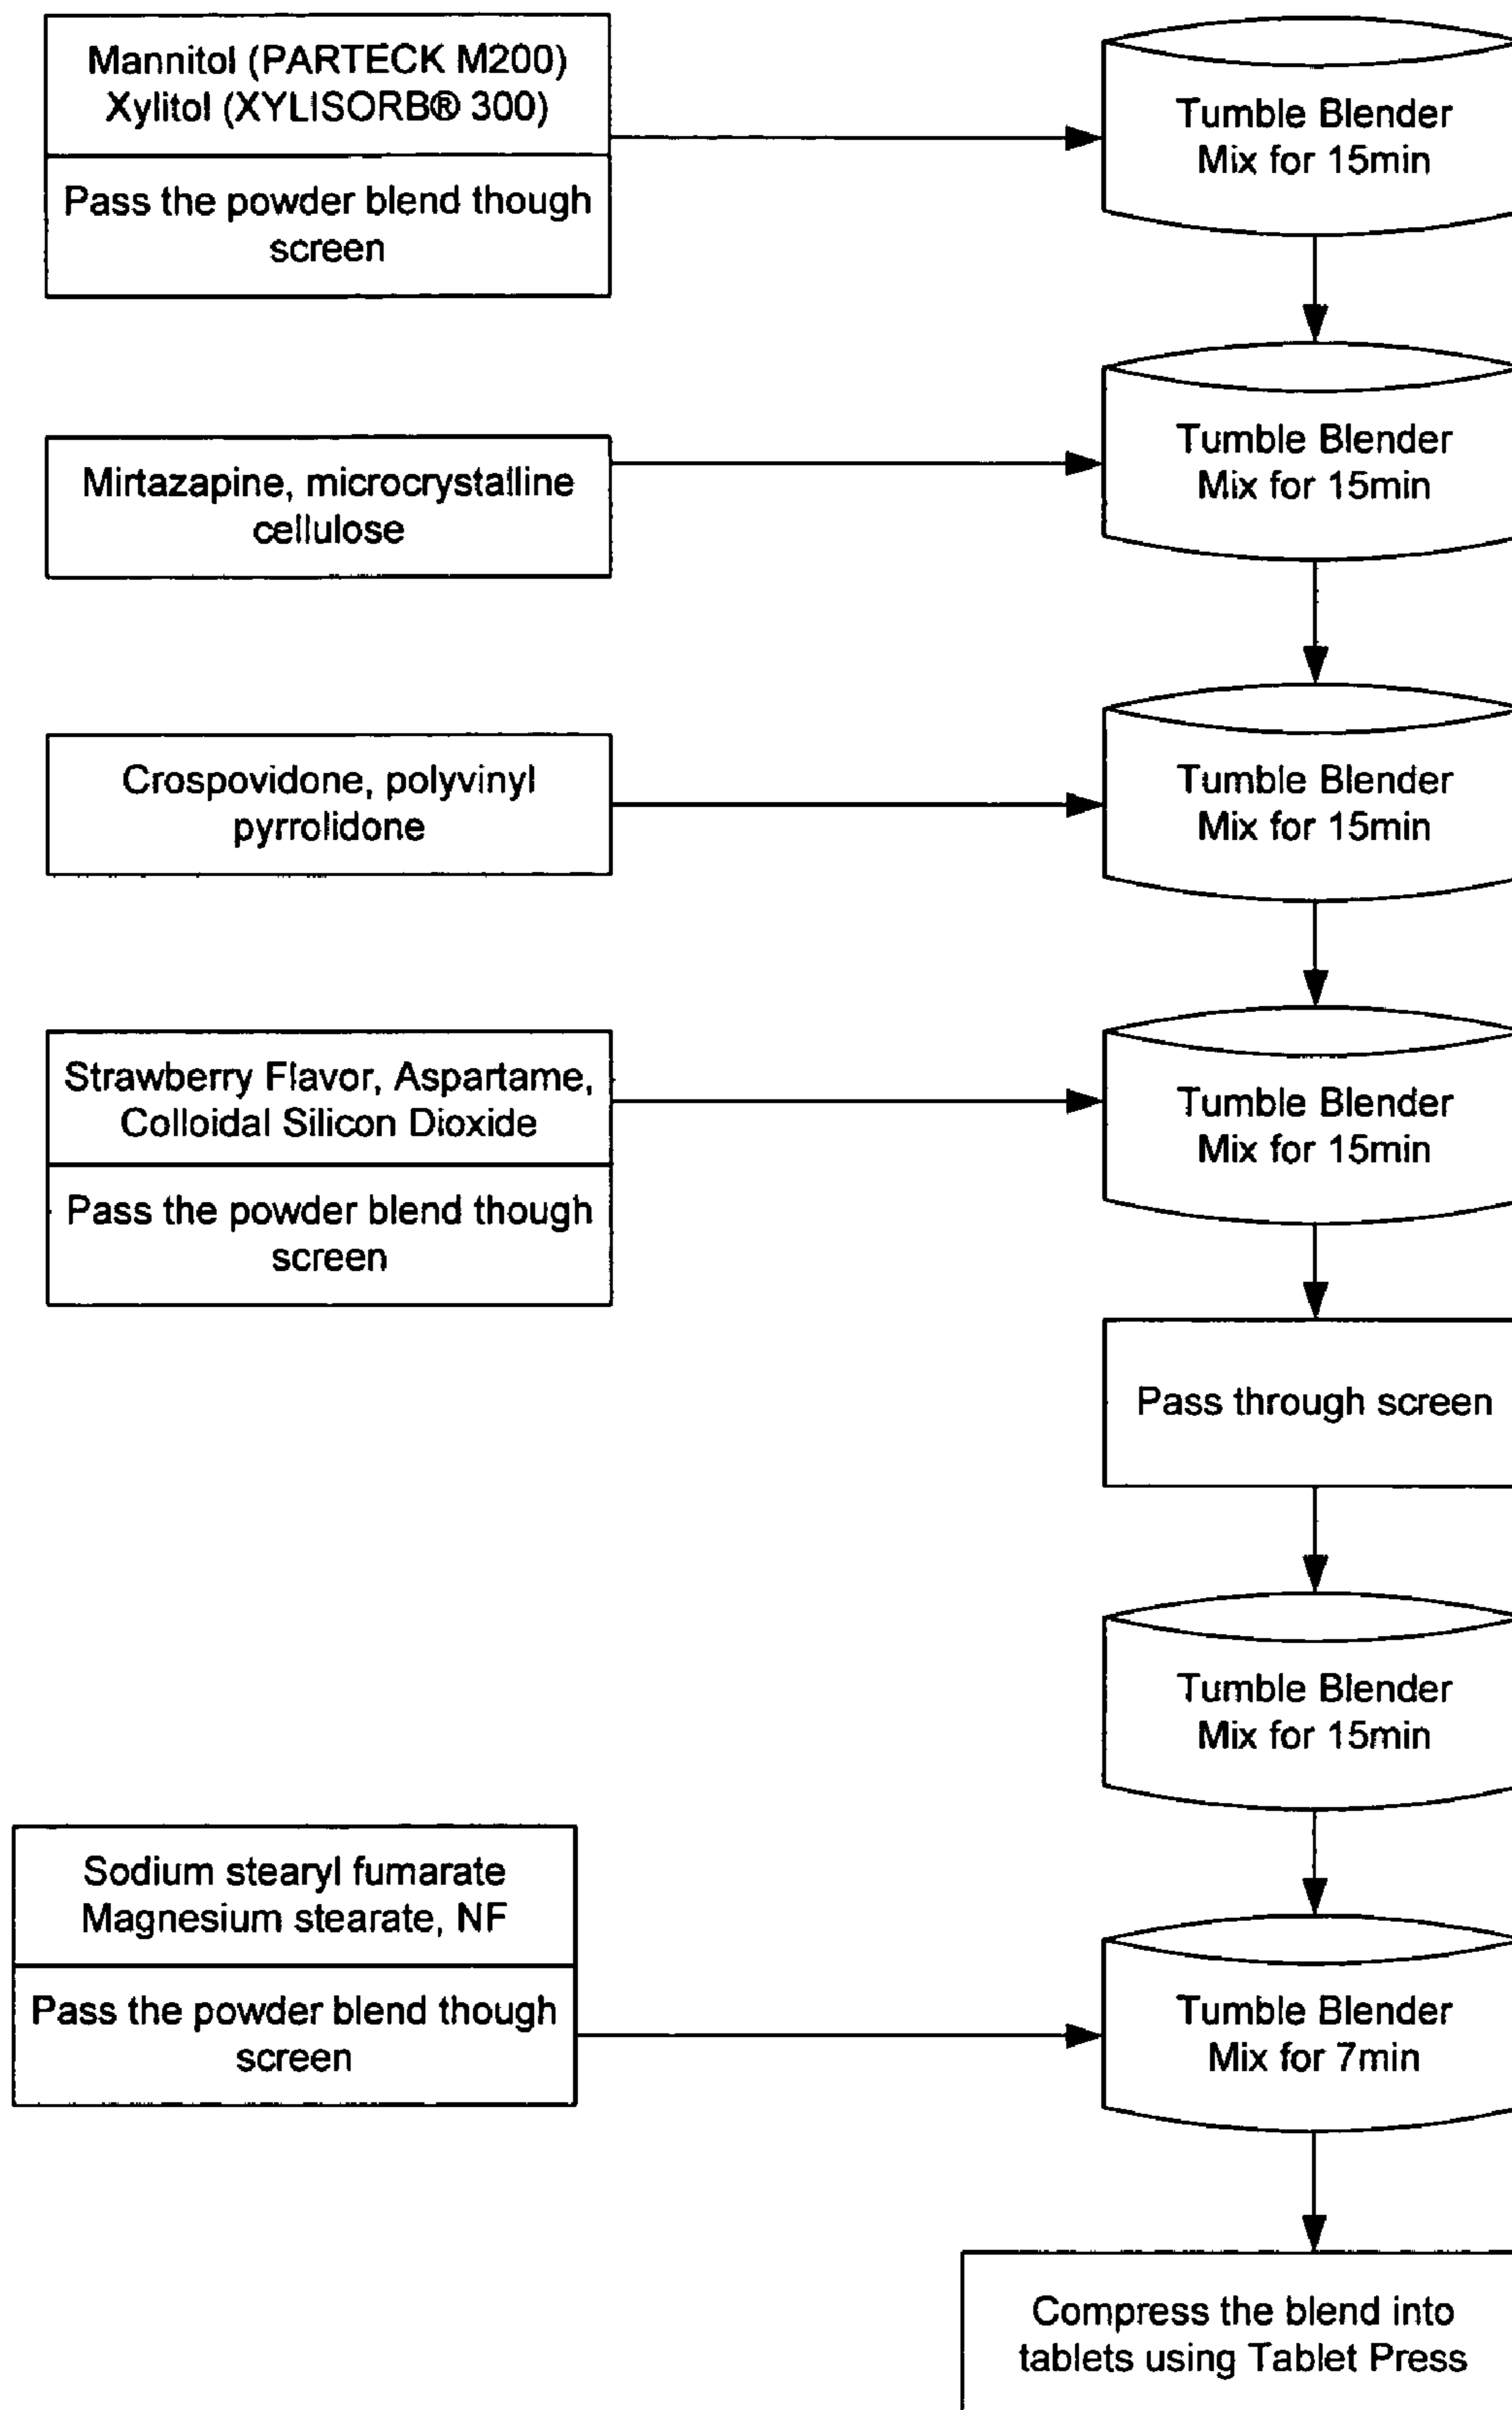 Mannitol (PARTECK M200)
Xylitol (XYLISORB® 300)
Pass the powder blend though
screen
Tumble Blender
Mix for 15min
Mirtazapine, microcrystalline
cellulose
Tumble Blender
Mix for 15min
Crospovidone, polyvinyl
pyrrolidone
Tumble Blender
Mix for 15min
Strawberry Flavor, Aspartame,
Colloidal Silicon Dioxide
Pass the powder blend though
screen
Tumble Blender
Mix for 15min
Pass through screen
Tumble Blender
Mix for 15min
Sodium stearyl fumarate
Magnesium stearate, NF
Pass the powder blend though
screen
Tumble Blender
Mix for 7min
Compress the blend into
tablets using Tablet Press